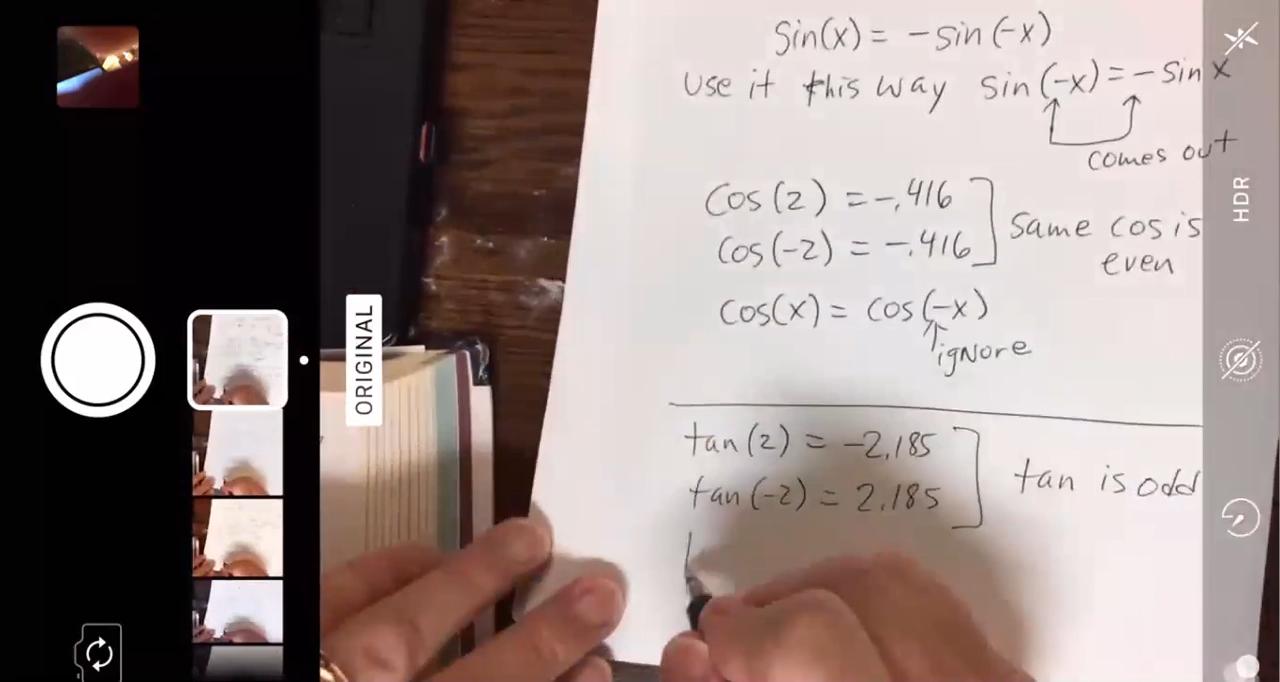 Sin(x) = -sin(-x)
Use it this way sin(-x) = -sin x
comes out
Cos(2) = -.416
Cos(-2) = -.416
Same cos is
even
Cos(x) = cos(-x)
ignore
tan(2) = -2.185
tan(-2) = 2.185
tan is odd
ORIGINAL
HDR